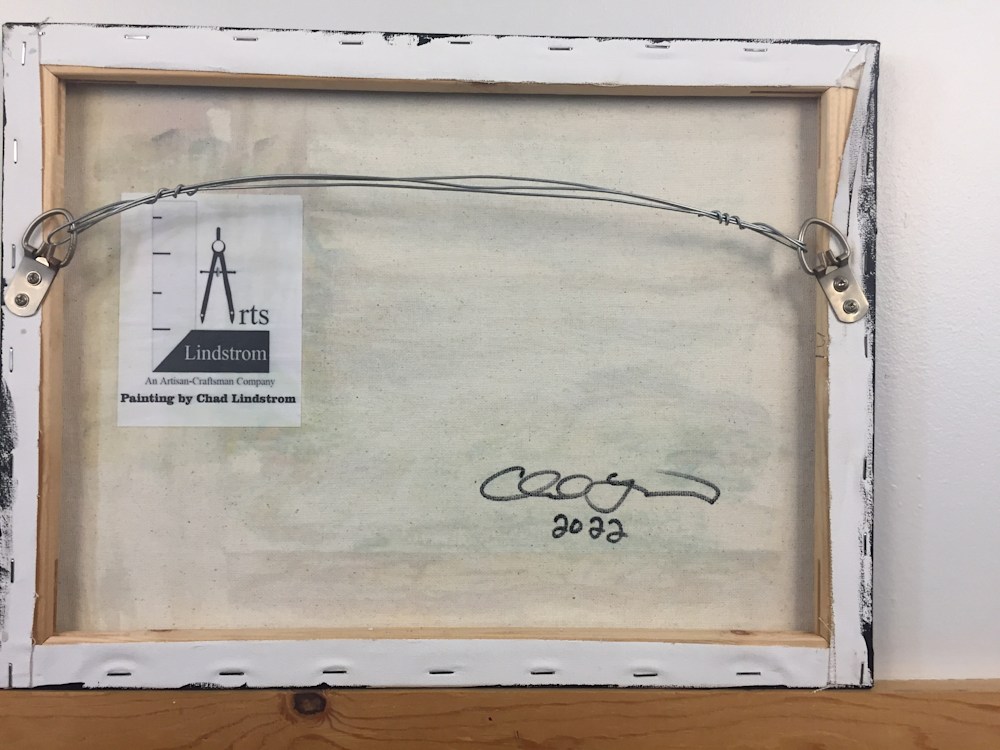 Arts
Lindstrom
An Artisan-Craftsman Company
Painting by Chad Lindstrom
2022